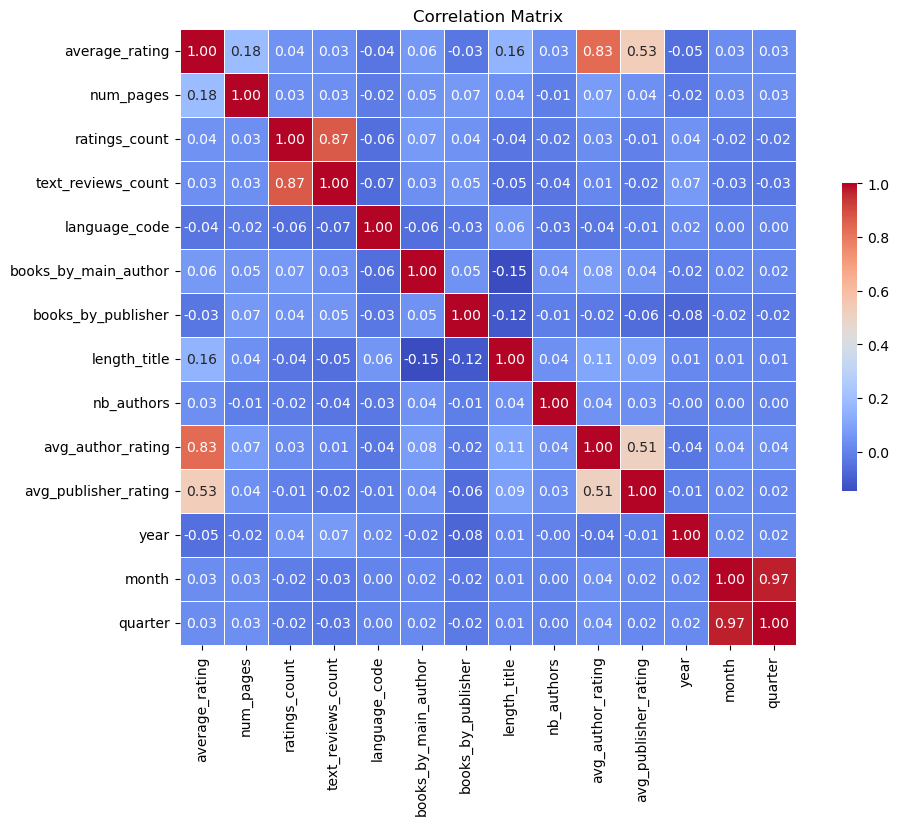 Correlation Matrix
average_rating 1.00 0.18 0.04 0.03 -0.04 0.06 -0.03 0.16 0.03 0.83 0.53 -0.05 0.03 0.03
num_pages 0.18 1.00 0.03 0.03 -0.02 0.05 0.07 0.04 -0.01 0.07 0.04 -0.02 0.03 0.03
ratings_count 0.04 0.03 1.00 0.87 -0.06 0.07 0.04 -0.04 -0.02 0.03 -0.01 0.04 -0.02 -0.02
text_reviews_count 0.03 0.03 0.87 1.00 -0.07 0.03 0.05 -0.05 -0.04 0.01 -0.02 0.07 -0.03 -0.03
language_code -0.04 -0.02 -0.06 -0.07 1.00 -0.06 -0.03 0.06 -0.03 -0.04 -0.01 0.02 0.00 0.00
books_by_main_author 0.06 0.05 0.07 0.03 -0.06 1.00 0.05 -0.15 0.04 0.08 0.04 -0.02 0.02 0.02
books_by_publisher -0.03 0.07 0.04 0.05 -0.03 0.05 1.00 -0.12 -0.01 -0.02 -0.06 -0.08 -0.02 -0.02
length_title 0.16 0.04 -0.04 -0.05 0.06 -0.15 -0.12 1.00 0.04 0.11 0.09 0.01 0.01 0.01
nb_authors 0.03 -0.01 -0.02 -0.04 -0.03 0.04 -0.01 0.04 1.00 0.04 0.03 -0.00 0.00 0.00
avg_author_rating 0.83 0.07 0.03 0.01 -0.04 0.08 -0.02 0.11 0.04 1.00 0.51 -0.04 0.04 0.04
avg_publisher_rating 0.53 0.04 -0.01 -0.02 -0.01 0.04 -0.06 0.09 0.03 0.51 1.00 -0.01 0.02 0.02
year -0.05 -0.02 0.04 0.07 0.02 -0.02 -0.08 0.01 -0.00 -0.04 -0.01 1.00 0.02 0.02
month 0.03 0.03 -0.02 -0.03 0.00 0.02 -0.02 0.01 0.00 0.04 0.02 0.02 1.00 0.97
quarter 0.03 0.03 -0.02 -0.03 0.00 0.02 -0.02 0.01 0.00 0.04 0.02 0.02 0.97 1.00
average_rating
num_pages
ratings_count
text_reviews_count
language_code
books_by_main_author
books_by_publisher
length_title
nb_authors
avg_author_rating
avg_publisher_rating
year
month
quarter
1.0
0.8
0.6
0.4
0.2
0.0